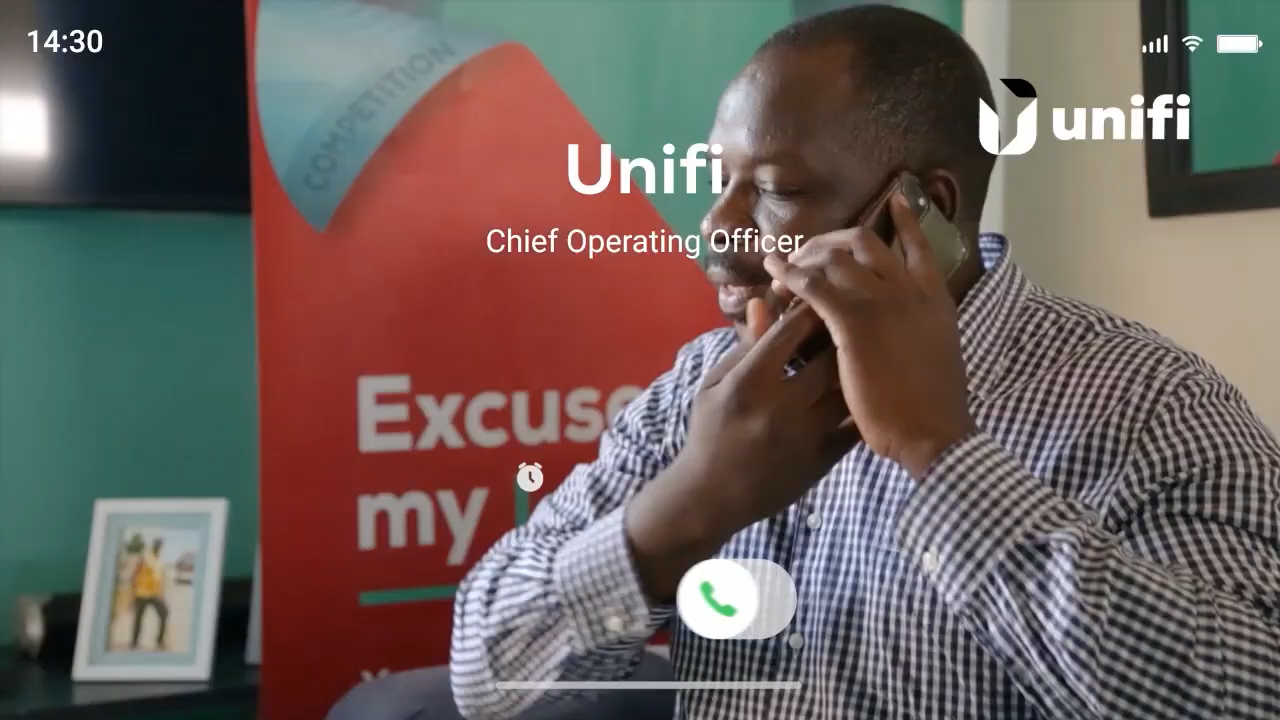 14:30
COMPETITION
unifi
Unifi
Chief Operating Officer
Excuse
my